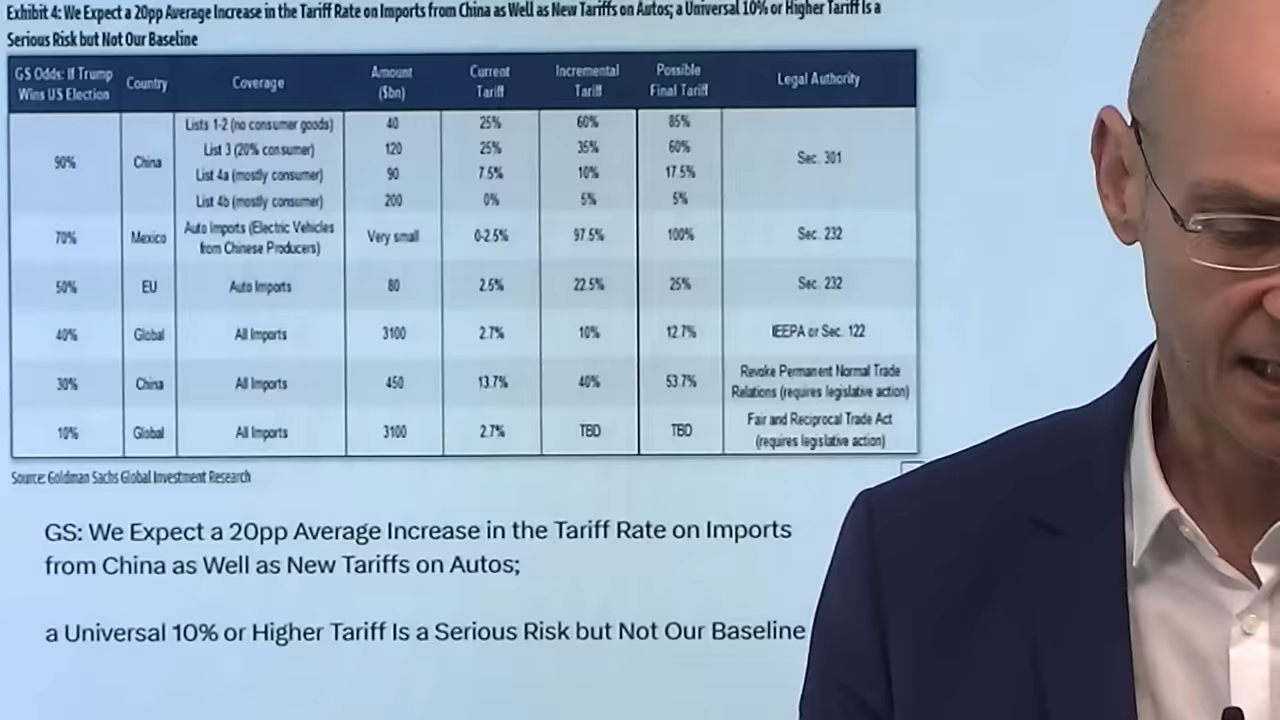 Exhibit 4: We Expect a 20pp Average Increase in the Tariff Rate on Imports from China as Well as New Tariffs on Autos; a Universal 10% or Higher Tariff Is a
Serious Risk but Not Our Baseline
GS Odds: If Trump Wins US Election Country Coverage Amount ($bn) Current Tariff Incremental Tariff Possible Final Tariff Legal Authority
90% China Lists 1-2 (no consumer goods) 40 25% 60% 85% Sec. 301
List 3 (20% consumer) 120 25% 35% 60%
List 4a (mostly consumer) 90 7.5% 10% 17.5%
List 4b (mostly consumer) 200 0% 5% 5%
70% Mexico Auto Imports (Electric Vehicles from Chinese Producers) Very small 0-2.5% 97.5% 100% Sec. 232
50% EU Auto Imports 80 2.5% 22.5% 25% Sec. 232
40% Global All Imports 3100 2.7% 10% 12.7% IEEPA or Sec. 122
30% China All Imports 450 13.7% 40% 53.7% Revoke Permanent Normal Trade Relations (requires legislative action)
10% Global All Imports 3100 2.7% TBD TBD Fair and Reciprocal Trade Act (requires legislative action)
Source: Goldman Sachs Global Investment Research
GS: We Expect a 20pp Average Increase in the Tariff Rate on Imports
from China as Well as New Tariffs on Autos;
a Universal 10% or Higher Tariff Is a Serious Risk but Not Our Baseline